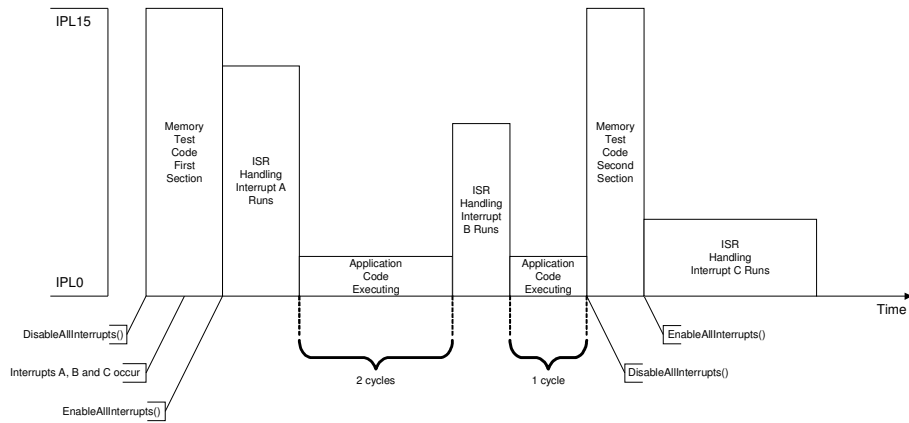 IPL15
Memory
Test
Code
First
Section
ISR
Handling
Interrupt A
Runs
ISR
Handling
Interrupt
B Runs
Memory
Test
Code
Second
Section
ISR
Handling
Interrupt C Runs
Application
Code
Executing
Application
Code
Executing
IPL0
Time
DisableAllInterrupts()
Interrupts A, B and C occur
EnableAllInterrupts()
2 cycles
1 cycle
EnableAllInterrupts()
DisableAllInterrupts()